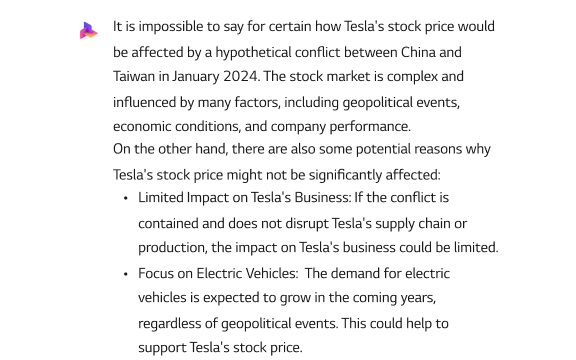 It is impossible to say for certain how Tesla's stock price would
be affected by a hypothetical conflict between China and
Taiwan in January 2024. The stock market is complex and
influenced by many factors, including geopolitical events,
economic conditions, and company performance.
On the other hand, there are also some potential reasons why
Tesla's stock price might not be significantly affected:
• Limited Impact on Tesla's Business: If the conflict is
contained and does not disrupt Tesla's supply chain or
production, the impact on Tesla's business could be limited.
• Focus on Electric Vehicles: The demand for electric
vehicles is expected to grow in the coming years,
regardless of geopolitical events. This could help to
support Tesla's stock price.